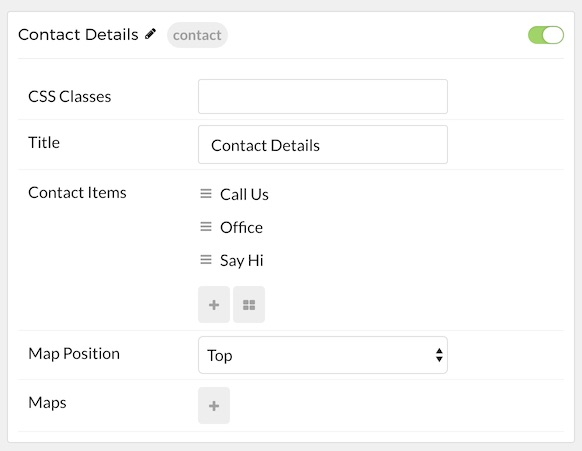 Contact Details contact
CSS Classes
Title Contact Details
Contact Items Call Us
Office
Say Hi
Map Position Top
Maps